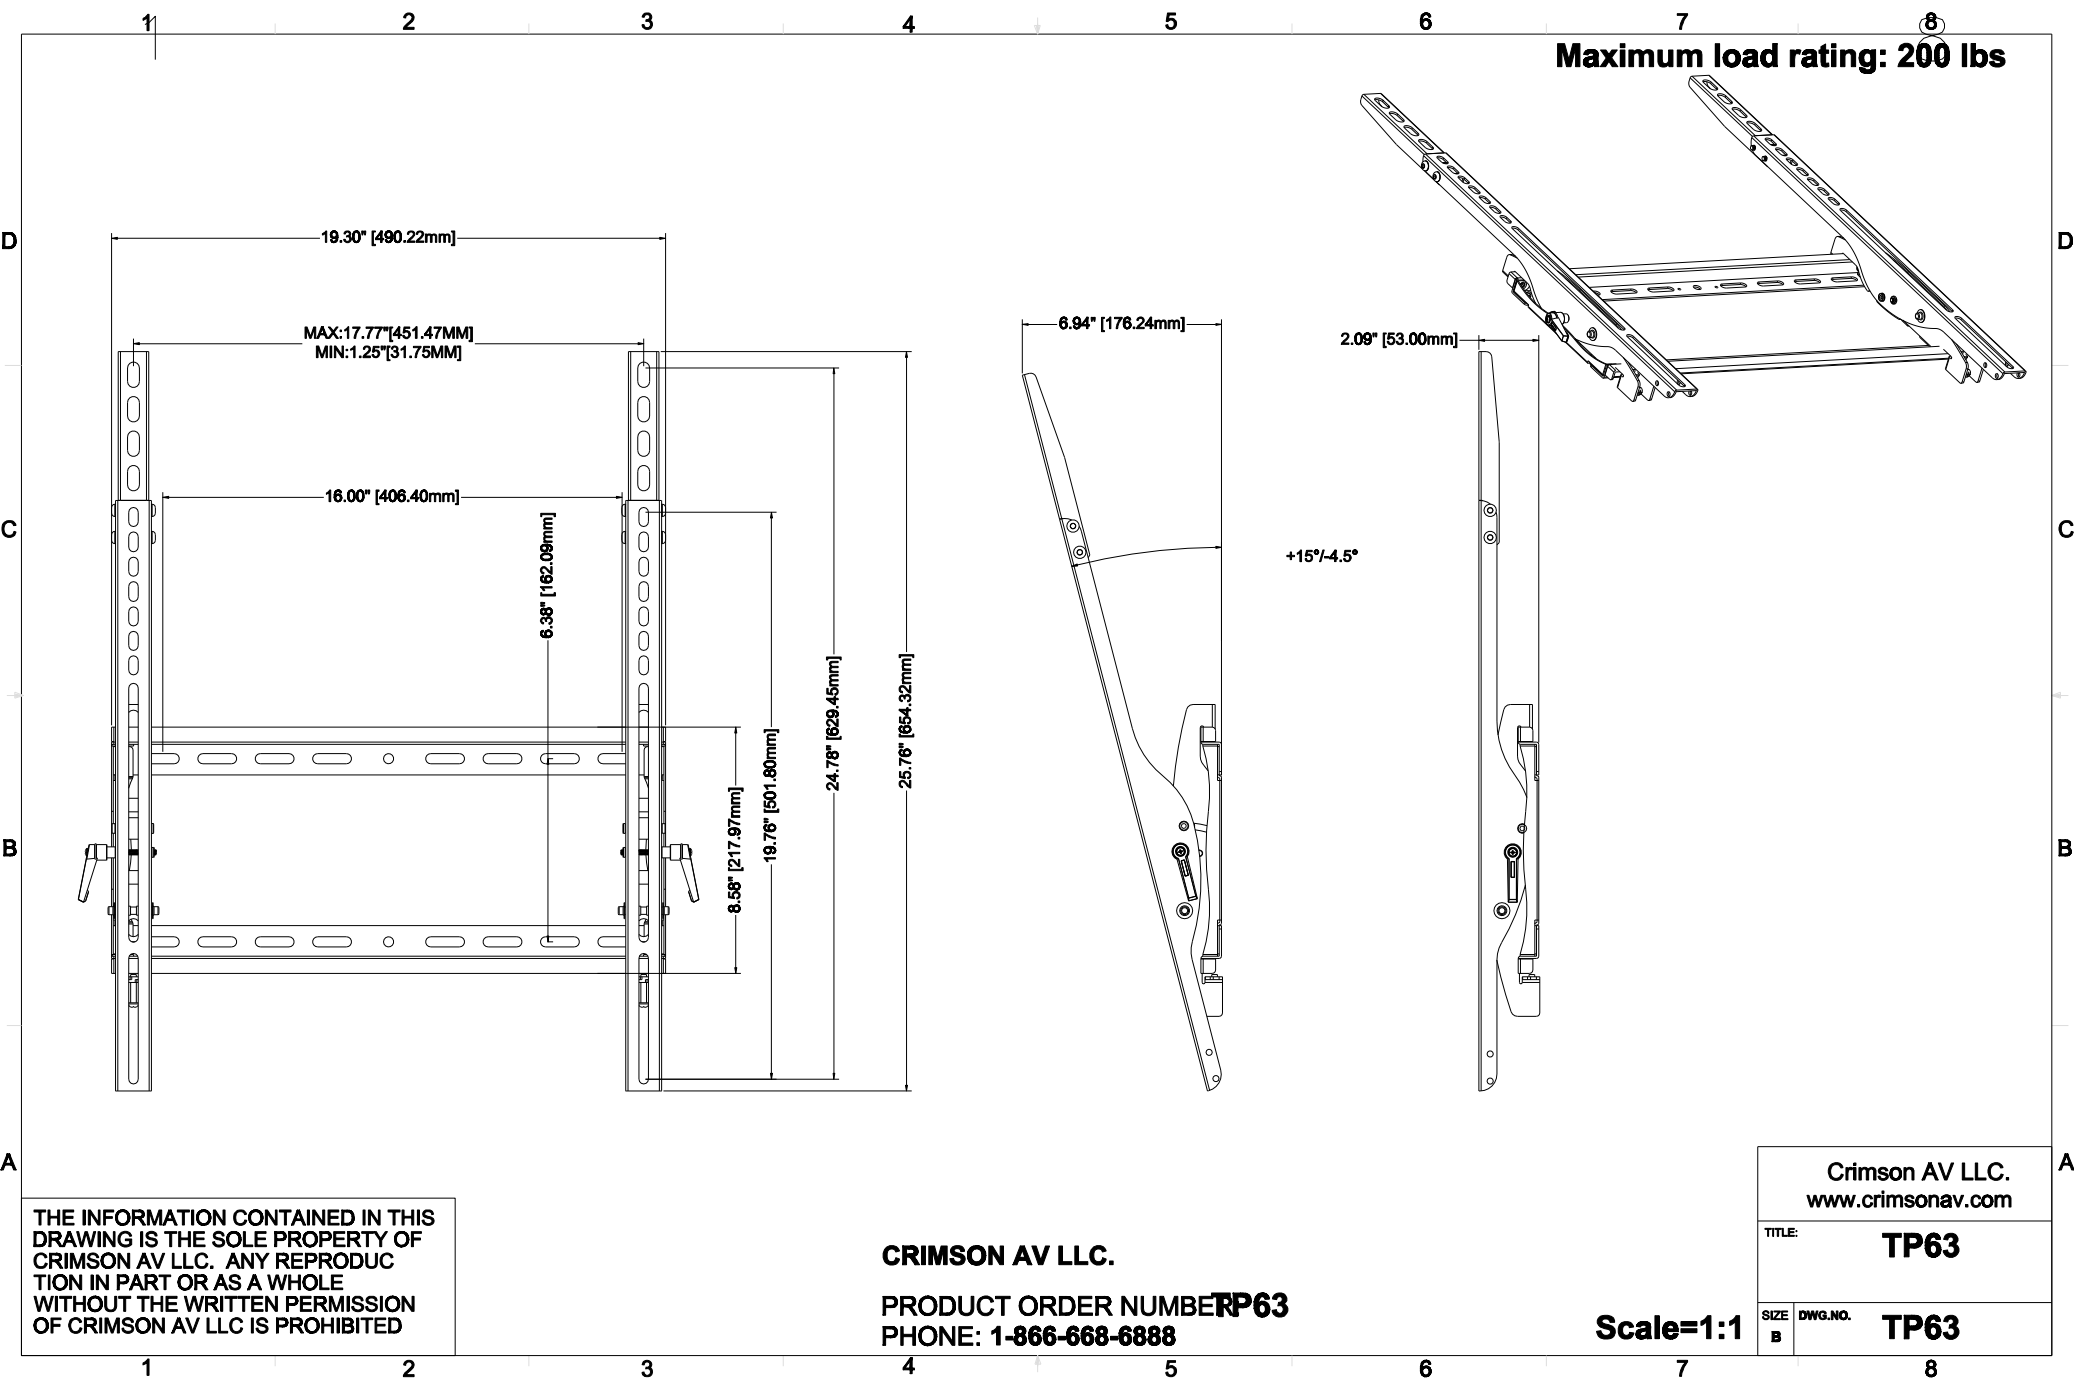 1 2 3 4 5 6 7 8
Maximum load rating: 200 lbs
D D
19.30" [490.22mm]
MAX:17.77"[451.47MM]
MIN:1.25"[31.75MM]
6.94" [176.24mm]
2.09" [53.00mm]
16.00" [406.40mm]
C C
6.38" [162.09mm]
+15°/-4.5°
24.78" [629.45mm]
25.76" [654.32mm]
19.76" [501.80mm]
8.58" [217.97mm]
B B
A A
Crimson AV LLC.
www.crimsonav.com
TITLE:
TP63
SIZE
B
DWG.NO.
TP63
Scale=1:1
THE INFORMATION CONTAINED IN THIS
DRAWING IS THE SOLE PROPERTY OF
CRIMSON AV LLC. ANY REPRODUC
TION IN PART OR AS A WHOLE
WITHOUT THE WRITTEN PERMISSION
OF CRIMSON AV LLC IS PROHIBITED
CRIMSON AV LLC.
PRODUCT ORDER NUMBER TP63
PHONE: 1-866-668-6888
1 2 3 4 5 6 7 8